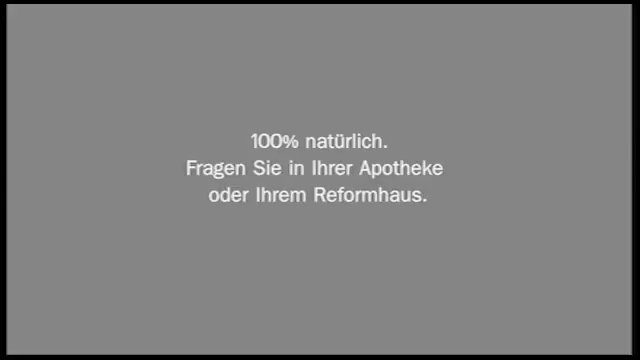 100% natürlich.
Fragen Sie in Ihrer Apotheke
oder Ihrem Reformhaus.